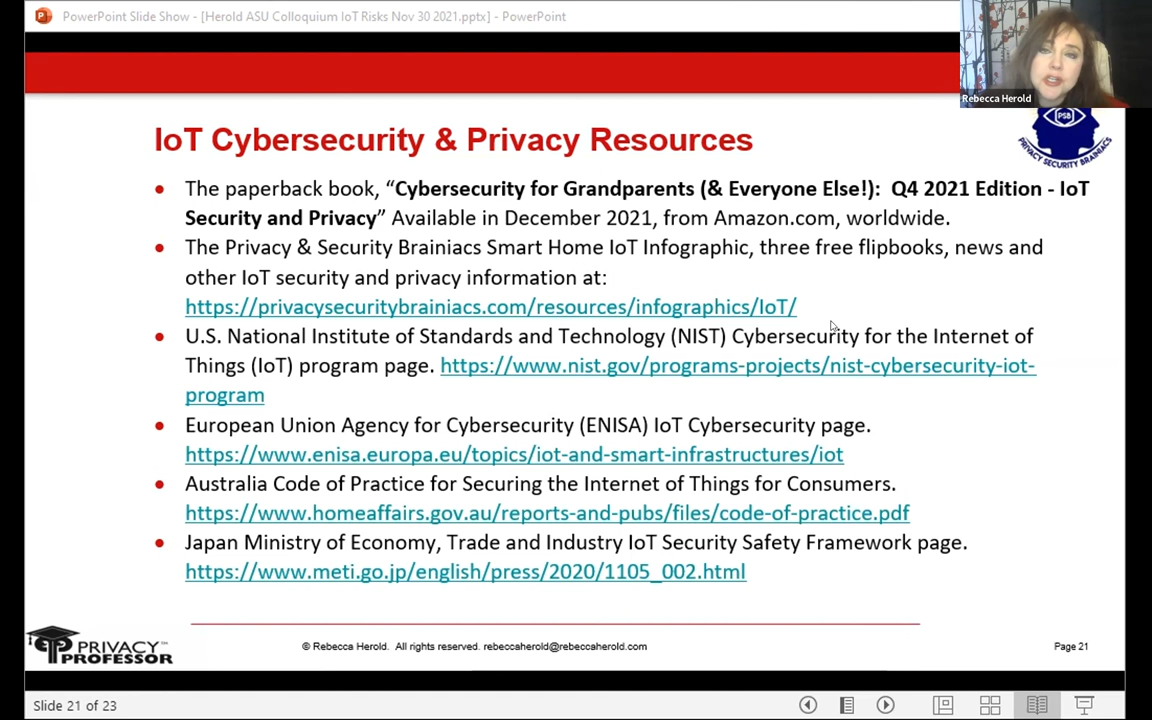 PowerPoint Slide Show - [Herold ASU Colloquium IoT Risks Nov 30 2021.pptx] - PowerPoint
Rebecca Herold
PSB
PRIVACY SECURITY BRAINIACS
IoT Cybersecurity & Privacy Resources
• The paperback book, “Cybersecurity for Grandparents (& Everyone Else!): Q4 2021 Edition - IoT
Security and Privacy” Available in December 2021, from Amazon.com, worldwide.
• The Privacy & Security Brainiacs Smart Home IoT Infographic, three free flipbooks, news and
other IoT security and privacy information at:
https://privacysecuritybrainiacs.com/resources/infographics/IoT/
• U.S. National Institute of Standards and Technology (NIST) Cybersecurity for the Internet of
Things (IoT) program page. https://www.nist.gov/programs-projects/nist-cybersecurity-iot-
program
• European Union Agency for Cybersecurity (ENISA) IoT Cybersecurity page.
https://www.enisa.europa.eu/topics/iot-and-smart-infrastructures/iot
• Australia Code of Practice for Securing the Internet of Things for Consumers.
https://www.homeaffairs.gov.au/reports-and-pubs/files/code-of-practice.pdf
• Japan Ministry of Economy, Trade and Industry IoT Security Safety Framework page.
https://www.meti.go.jp/english/press/2020/1105_002.html
PRIVACY
PROFESSOR
© Rebecca Herold. All rights reserved. rebeccaherold@rebeccaherold.com
Page 21
Slide 21 of 23